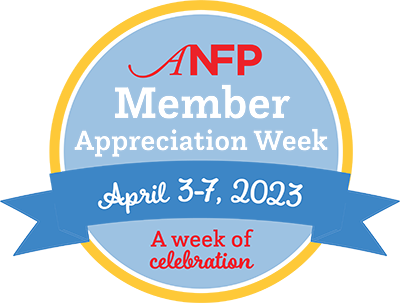 ANFP
Member
Appreciation Week
April 3-7, 2023
A week of
celebration